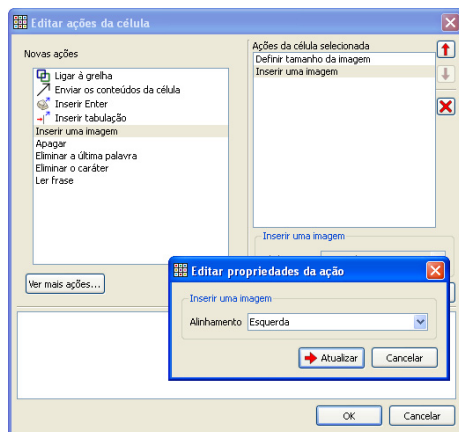 Editar ações da célula
Novas ações
Ligar à grelha
Enviar os conteúdos da célula
Inserir Enter
Inserir tabulação
Inserir uma imagem
Apagar
Eliminar a última palavra
Eliminar o caráter
Ler frase
Ver mais ações...
Ações da célula selecionada
Definir tamanho da imagem
Inserir uma imagem
Inserir uma imagem
Editar propriedades da ação
Inserir uma imagem
Alinhamento Esquerda
Atualizar Cancelar
OK Cancelar